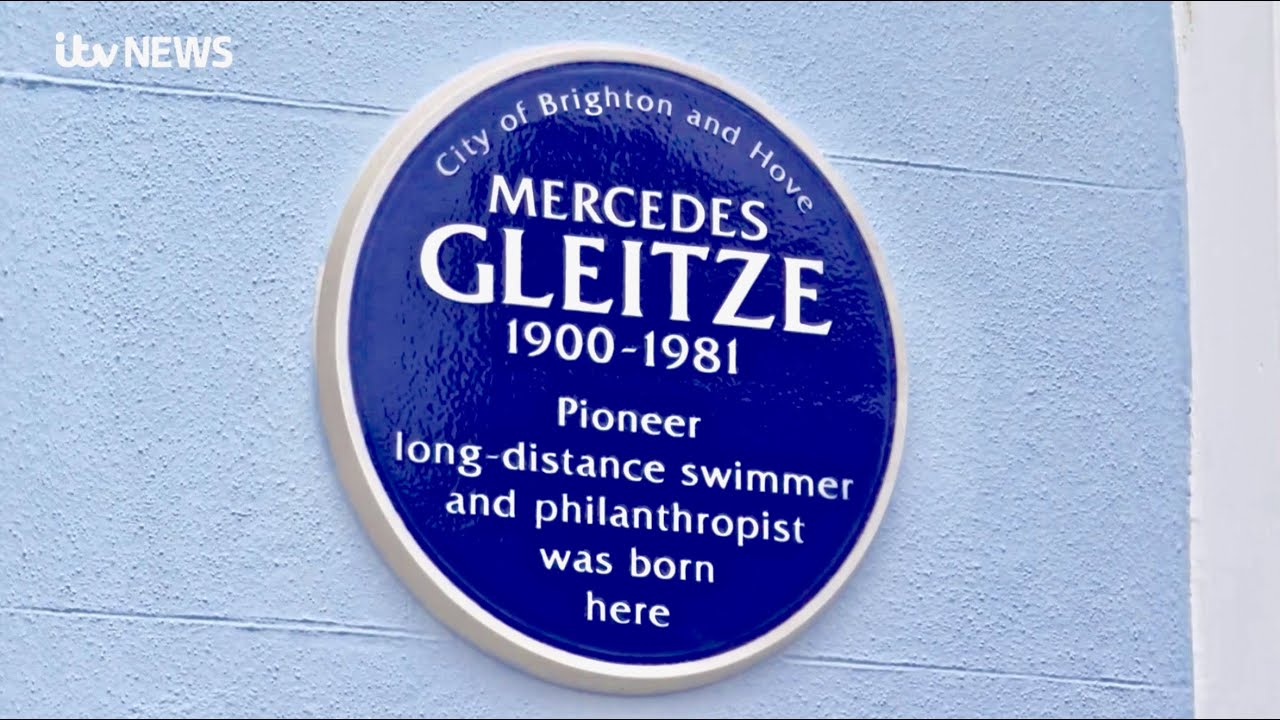 itv NEWS
City of Brighton and Hove
MERCEDES
GLEITZE
1900-1981
Pioneer
long-distance swimmer
and philanthropist
was born
here